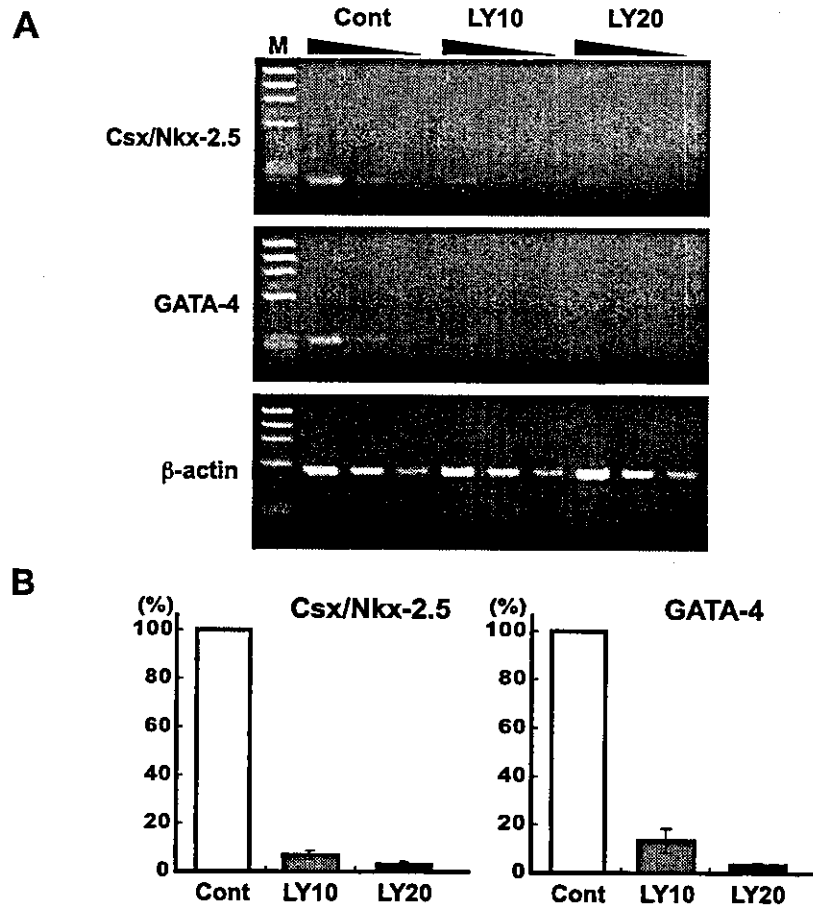 A
Cont LY10 LY20
M
Csx/Nkx-2.5
GATA-4
β-actin
B
(%) Csx/Nkx-2.5
100
80
60
40
20
0
Cont LY10 LY20
(%) GATA-4
100
80
60
40
20
0
Cont LY10 LY20